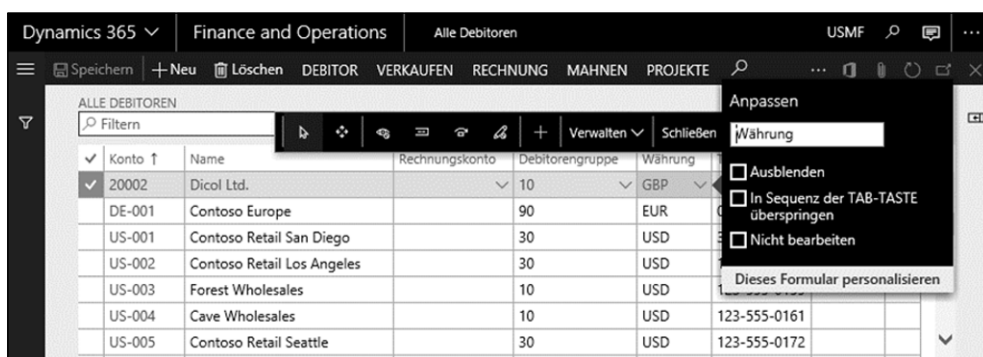 Dynamics 365 Finance and Operations Alle Debitoren USMF ...
Speichern + Neu Löschen DEBITOR VERKAUFEN RECHNUNG MAHNEN PROJEKTE ...
ALLE DEBITOREN
Filtern
Verwalten Schließen
Anpassen
Währung
Ausblenden
In Sequenz der TAB-TASTE
überspringen
Nicht bearbeiten
Dieses Formular personalisieren
Konto ↑ Name Rechnungskonto Debitorengruppe Währung
20002 Dicol Ltd. 10 GBP
DE-001 Contoso Europe 90 EUR
US-001 Contoso Retail San Diego 30 USD
US-002 Contoso Retail Los Angeles 30 USD
US-003 Forest Wholesales 10 USD
US-004 Cave Wholesales 10 USD 123-555-0161
US-005 Contoso Retail Seattle 30 USD 123-555-0172